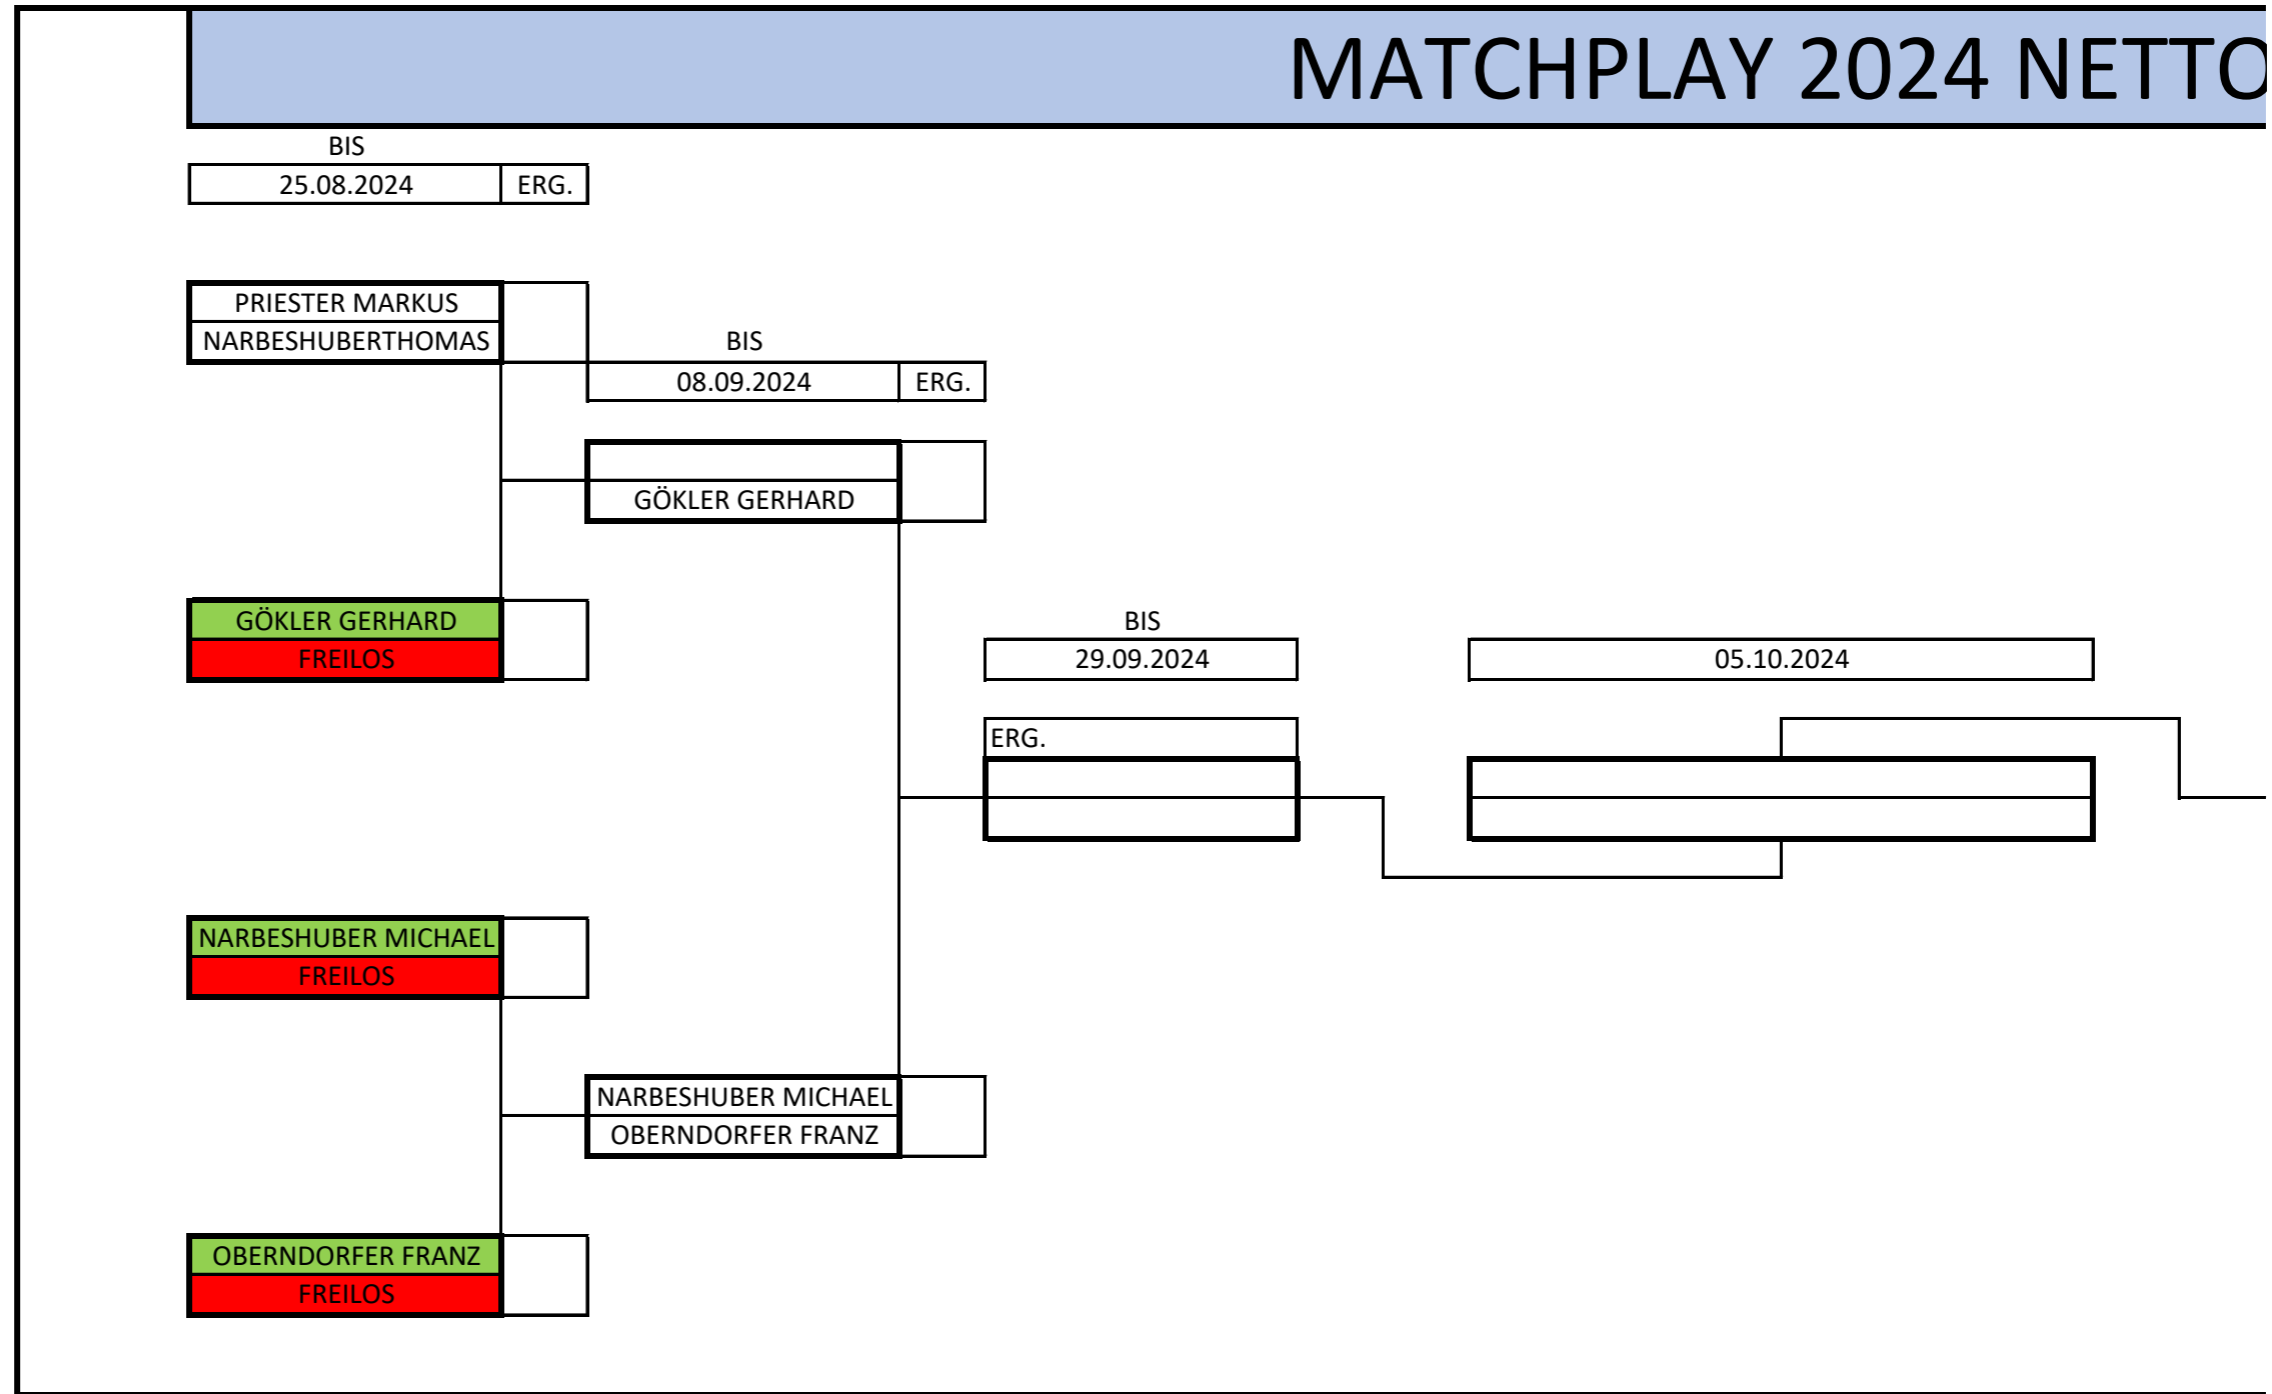 MATCHPLAY 2024 NETTO
BIS
25.08.2024 ERG.
PRIESTER MARKUS
NARBESHUBERTHOMAS
BIS
08.09.2024 ERG.
GÖKLER GERHARD
GÖKLER GERHARD
FREILOS
BIS
29.09.2024
05.10.2024
ERG.
NARBESHUBER MICHAEL
FREILOS
NARBESHUBER MICHAEL
OBERNDORFER FRANZ
OBERNDORFER FRANZ
FREILOS